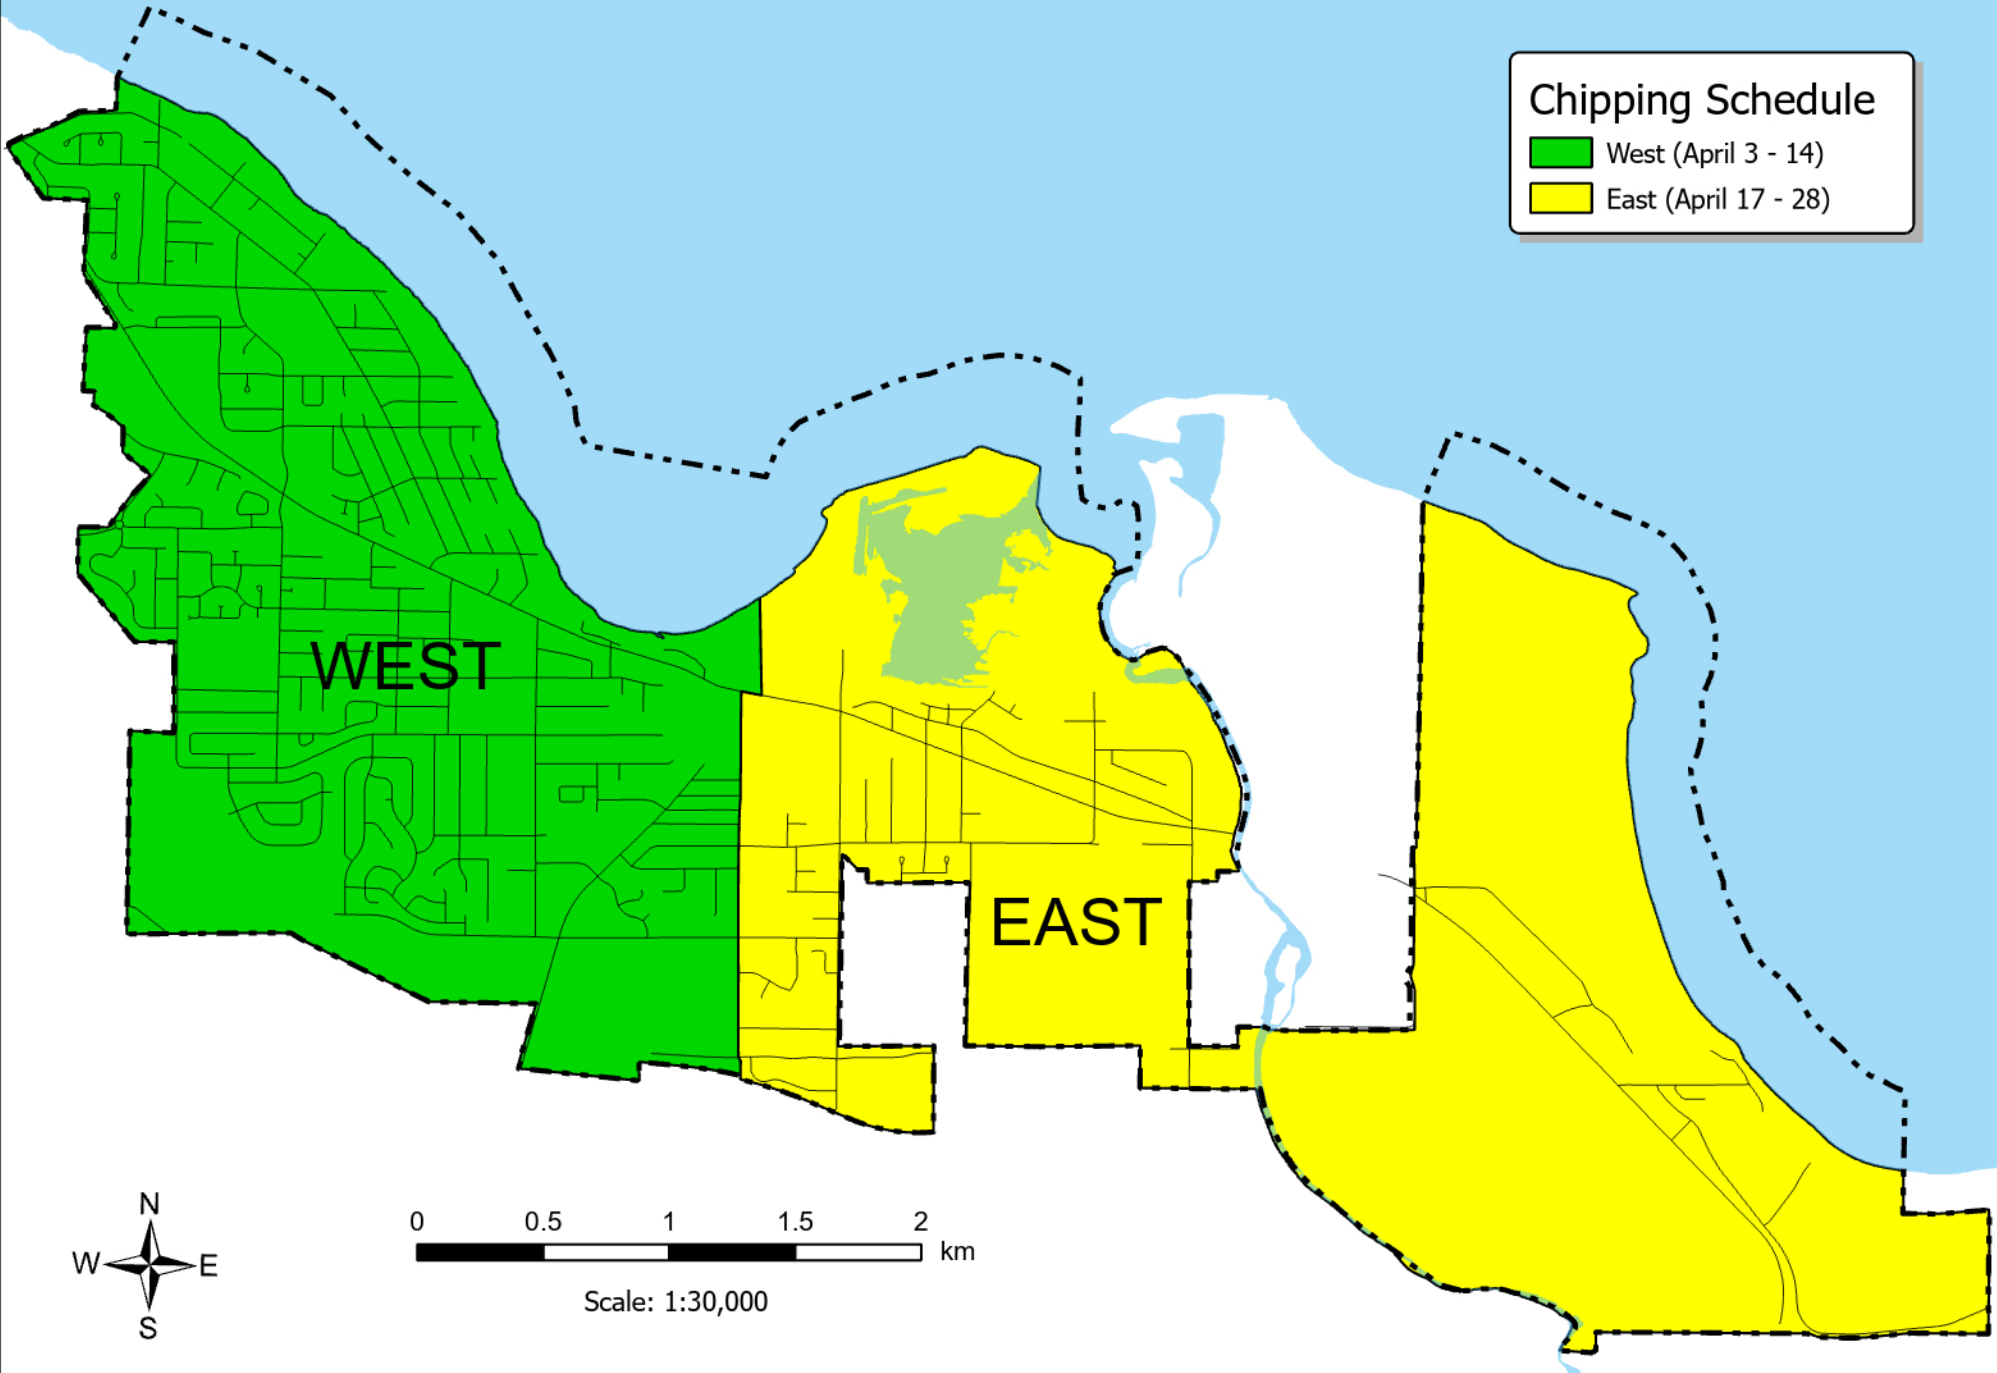 Chipping Schedule
West (April 3 - 14)
East (April 17 - 28)
WEST
EAST
N
W E
S
0 0.5 1 1.5 2
km
Scale: 1:30,000